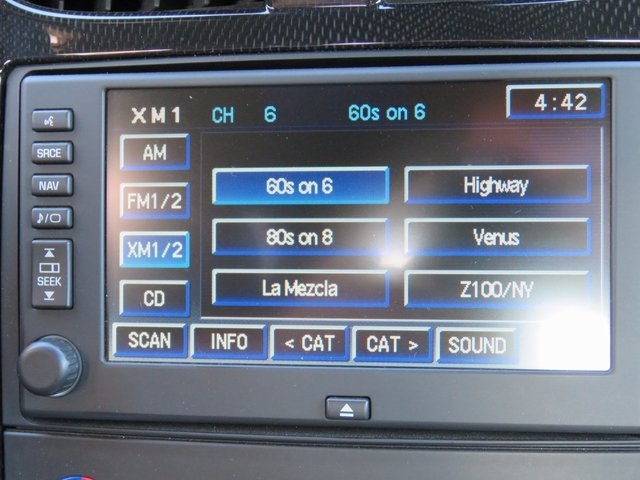 XM1 CH 6 60s on 6 4:42
SRCE
NAV
SEEK
AM
FM1/2
XM1/2
CD
60s on 6 Highway
80s on 8 Venus
La Mezcla Z100/NY
SCAN INFO < CAT CAT > SOUND